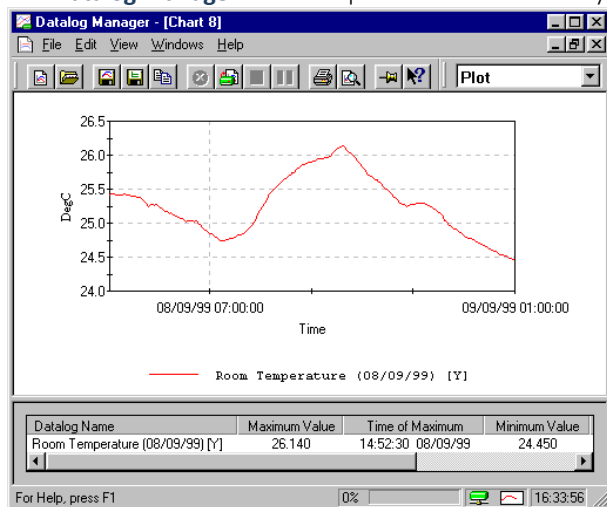 Datalog Manager - [Chart 8]
File Edit View Windows Help
Plot
26.5
26.0
25.5
25.0
24.5
24.0
DegC
08/09/99 07:00:00
09/09/99 01:00:00
Time
Room Temperature (08/09/99) [Y]
Datalog Name Maximum Value Time of Maximum Minimum Value
Room Temperature (08/09/99) [Y] 26.140 14:52:30 08/09/99 24.450
For Help, press F1 0% 16:33:56